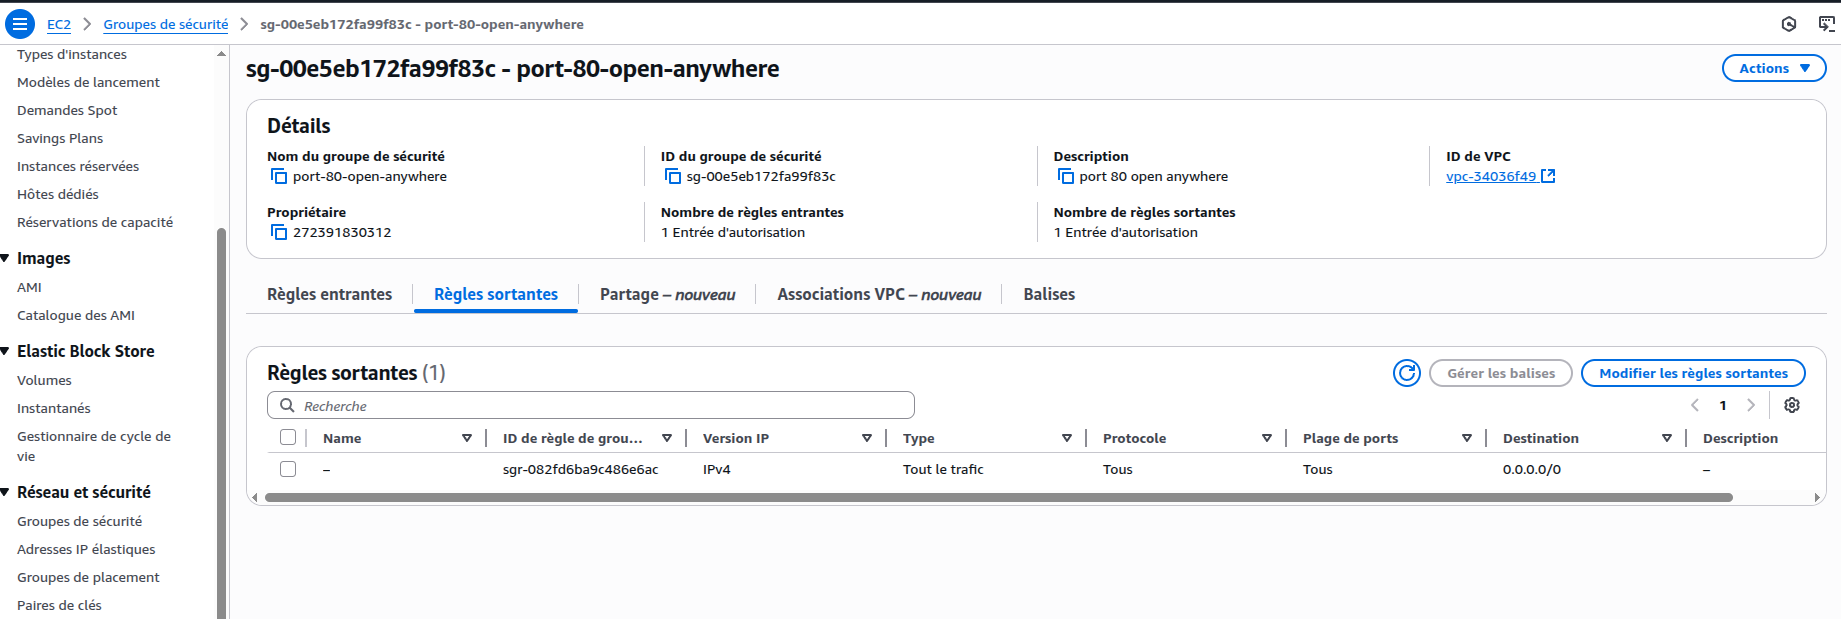 EC2 > Groupes de sécurité > sg-00e5eb172fa99f83c - port-80-open-anywhere
Types d'instances
Modèles de lancement
Demandes Spot
Savings Plans
Instances réservées
Hôtes dédiés
Réservations de capacité
Images
AMI
Catalogue des AMI
Elastic Block Store
Volumes
Instantanés
Gestionnaire de cycle de
vie
Réseau et sécurité
Groupes de sécurité
Adresses IP élastiques
Groupes de placement
Paires de clés
sg-00e5eb172fa99f83c - port-80-open-anywhere
Actions
Détails
Nom du groupe de sécurité
port-80-open-anywhere
ID du groupe de sécurité
sg-00e5eb172fa99f83c
Description
port 80 open anywhere
ID de VPC
vpc-34036f49
Propriétaire
272391830312
Nombre de règles entrantes
1 Entrée d'autorisation
Nombre de règles sortantes
1 Entrée d'autorisation
Règles entrantes
Règles sortantes
Partage – nouveau
Associations VPC – nouveau
Balises
Règles sortantes (1)
Gérer les balises
Modifier les règles sortantes
Recherche
1
Name ID de règle de grou... Version IP Type Protocole Plage de ports Destination Description
– sgr-082fd6ba9c486e6ac IPv4 Tout le trafic Tous Tous 0.0.0.0/0 –